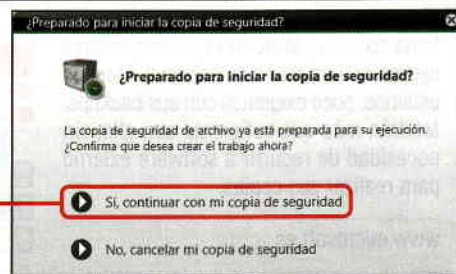 ¿Preparado para iniciar la copia de seguridad?
¿Preparado para iniciar la copia de seguridad?
La copia de seguridad de archivo ya está preparada para su ejecución.
¿Confirma que desea crear el trabajo ahora?
Sí, continuar con mi copia de seguridad
No, cancelar mi copia de seguridad